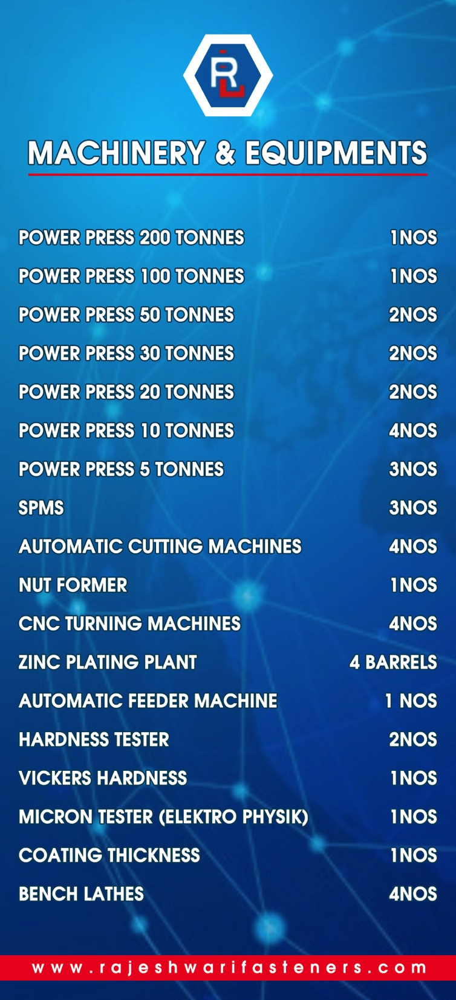 RL
MACHINERY & EQUIPMENTS
POWER PRESS 200 TONNES 1NOS
POWER PRESS 100 TONNES 1NOS
POWER PRESS 50 TONNES 2NOS
POWER PRESS 30 TONNES 2NOS
POWER PRESS 20 TONNES 2NOS
POWER PRESS 10 TONNES 4NOS
POWER PRESS 5 TONNES 3NOS
SPMS 3NOS
AUTOMATIC CUTTING MACHINES 4NOS
NUT FORMER 1NOS
CNC TURNING MACHINES 4NOS
ZINC PLATING PLANT 4 BARRELS
AUTOMATIC FEEDER MACHINE 1 NOS
HARDNESS TESTER 2NOS
VICKERS HARDNESS 1NOS
MICRON TESTER (ELEKTRO PHYSIK) 1NOS
COATING THICKNESS 1NOS
BENCH LATHES 4NOS
www.rajeshwarifasteners.com